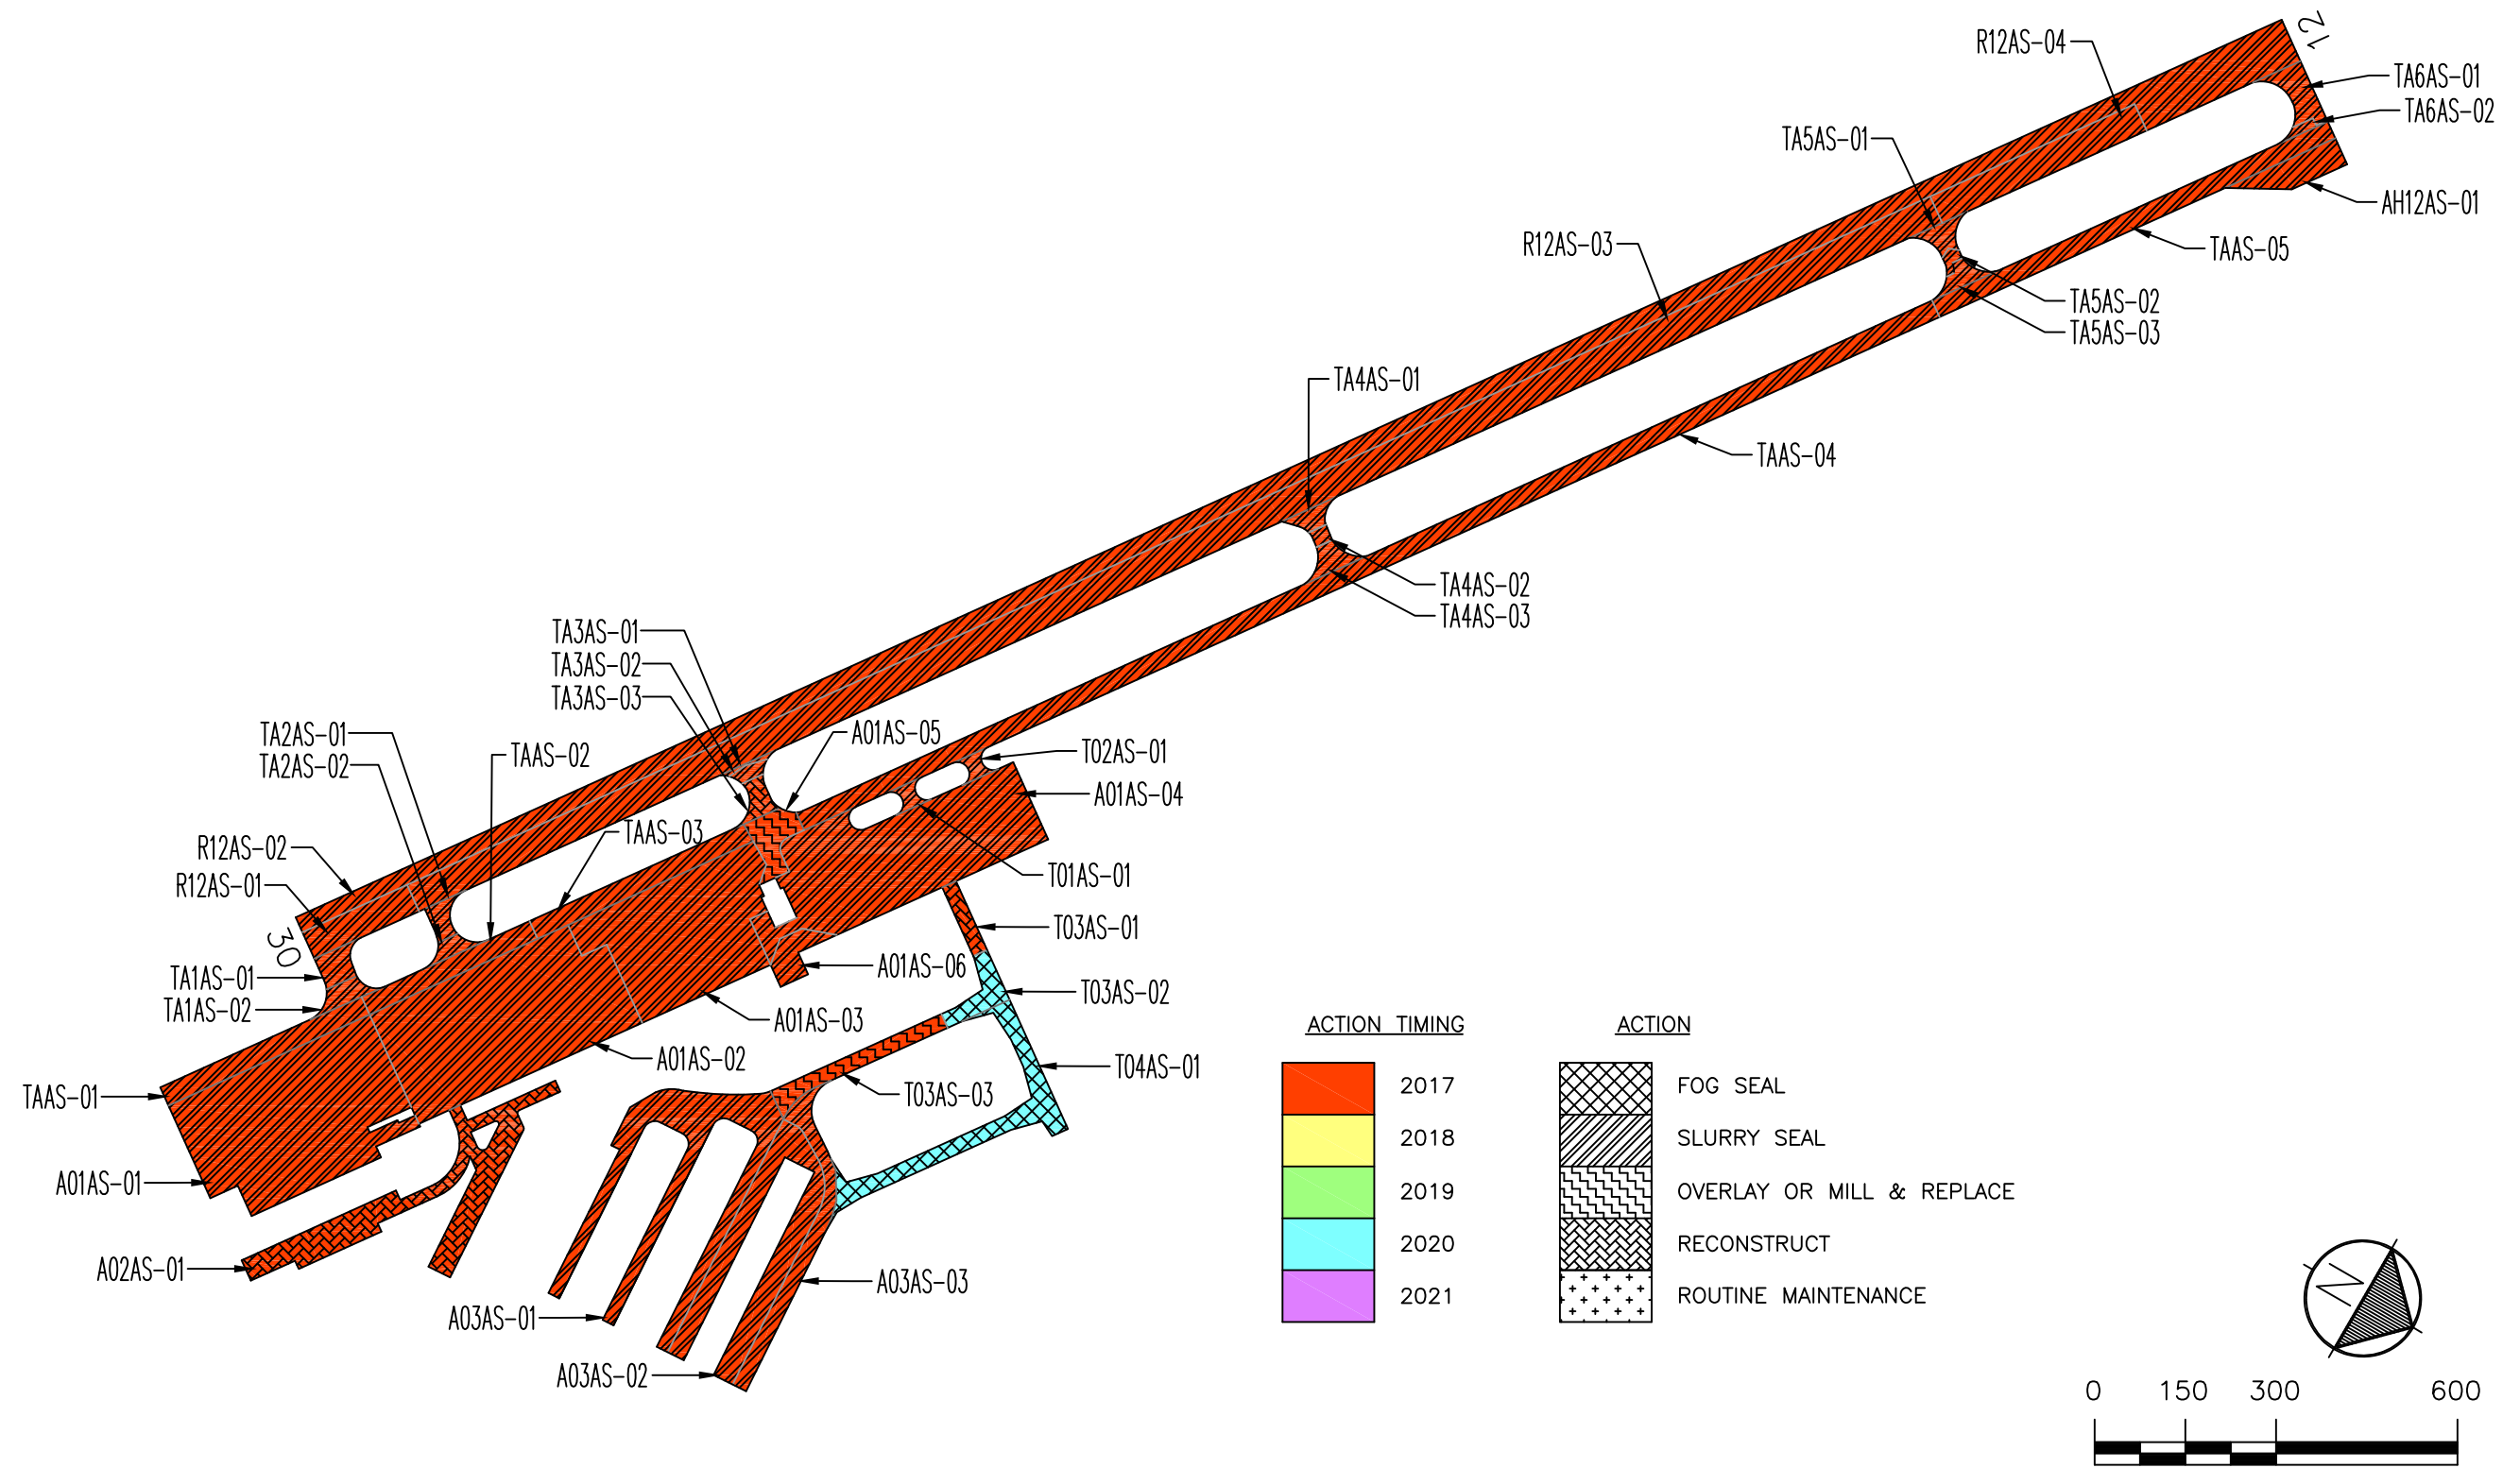 12
R12AS-04
TA6AS-01
TA6AS-02
TA5AS-01
AH12AS-01
R12AS-03
TAAS-05
TA5AS-02
TA5AS-03
TA4AS-01
TAAS-04
TA4AS-02
TA4AS-03
TA3AS-01
TA3AS-02
TA3AS-03
TA2AS-01
TA2AS-02
TAAS-02
A01AS-05
T02AS-01
A01AS-04
TAAS-03
R12AS-02
R12AS-01
T01AS-01
T03AS-01
30
TA1AS-01
TA1AS-02
A01AS-06
T03AS-02
A01AS-03
A01AS-02
T04AS-01
T03AS-03
TAAS-01
A01AS-01
A02AS-01
A03AS-03
A03AS-01
A03AS-02
ACTION TIMING
2017
2018
2019
2020
2021
ACTION
FOG SEAL
SLURRY SEAL
OVERLAY OR MILL & REPLACE
RECONSTRUCT
ROUTINE MAINTENANCE
N
0 150 300 600